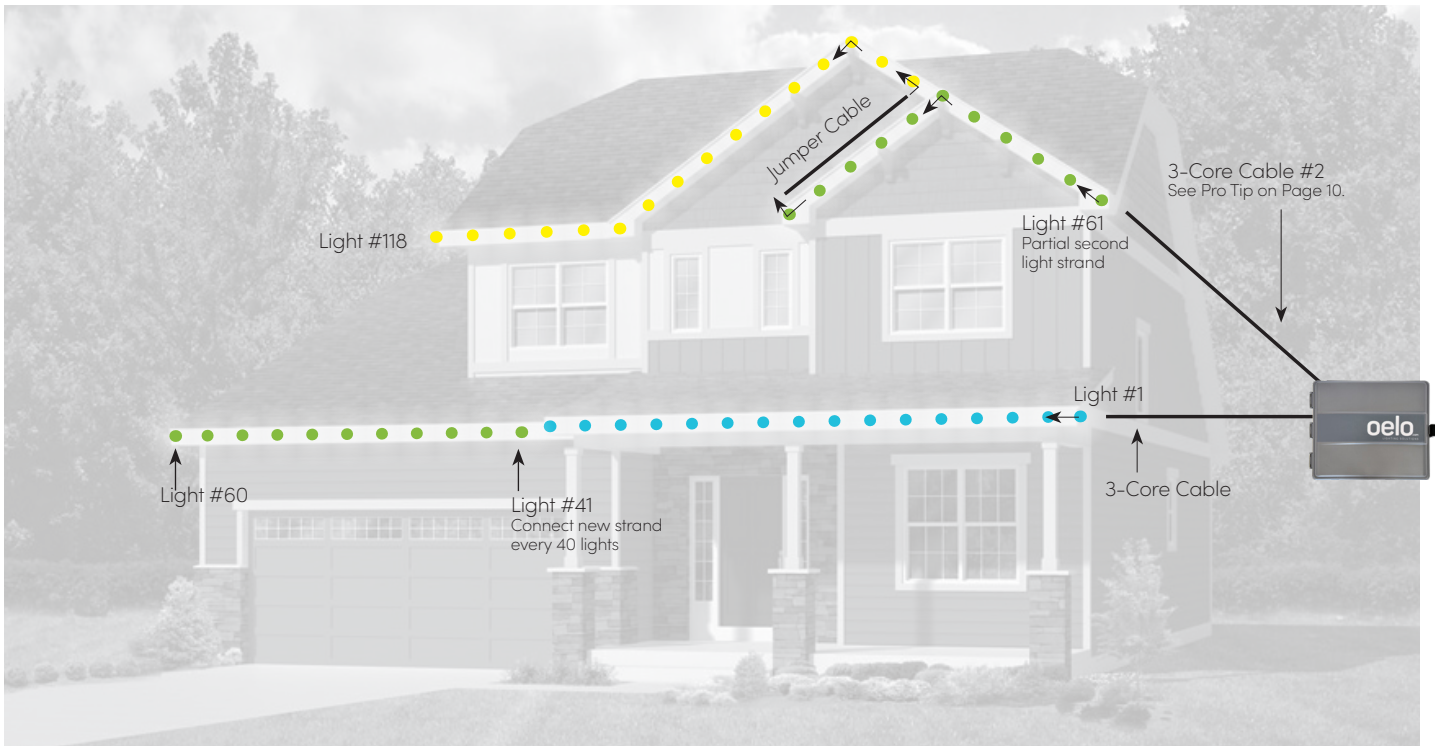 Jumper Cable
3-Core Cable #2
See Pro Tip on Page 10.
Light #118
Light #61
Partial second
light strand
Light #1
oelo
3-Core Cable
Light #60
Light #41
Connect new strand
every 40 lights